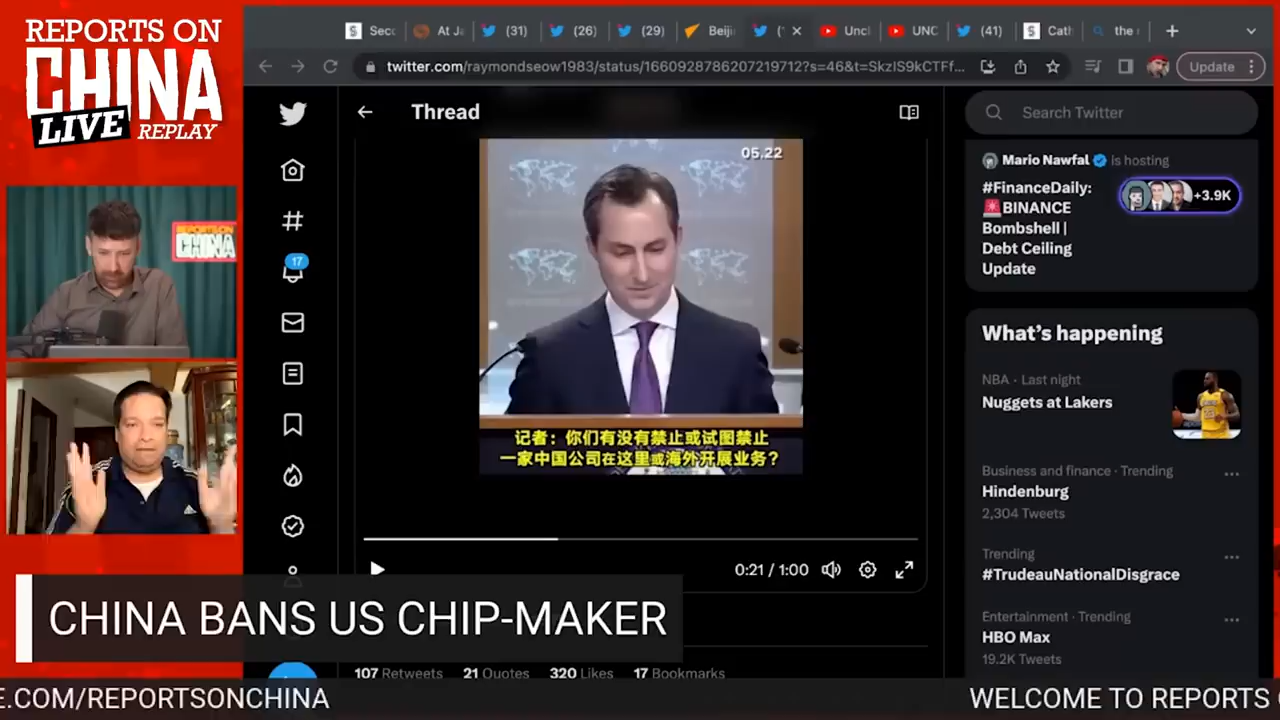 REPORTS ON
CHINA
LIVE REPLAY
REPORTS ON
CHINA
Sec
At Ja
(31)
(26)
(29)
Beiji
Uncl
UNC
(41)
Cath
the
twitter.com/raymondseow1983/status/1660928786207219712?s=46&t=SkzIS9kCTFf...
Update
Thread
Search Twitter
17
05.22
记者：你们有没有禁止或试图禁止
一家中国公司在这里或海外开展业务？
0:21 / 1:00
107 Retweets 21 Quotes 320 Likes 17 Bookmarks
Mario Nawfal is hosting
#FinanceDaily:
🚨BINANCE
Bombshell |
Debt Ceiling
Update
+3.9K
What's happening
NBA · Last night
Nuggets at Lakers
Business and finance · Trending
Hindenburg
2,304 Tweets
Trending
#TrudeauNationalDisgrace
Entertainment · Trending
HBO Max
19.2K Tweets
CHINA BANS US CHIP-MAKER
E.COM/REPORTSONCHINA
WELCOME TO REPORTS